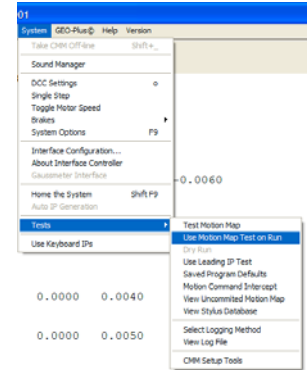 01
System GEO-Plus© Help Version
Take CMM Off-line Shift+_
Sound Manager
DCC Settings
Single Step
Toggle Motor Speed
Brakes
System Options F9
Interface Configuration...
About Interface Controller
Gaussmeter Interface
-0.0060
Home the System Shift F9
Auto IP Generation
Tests
Use Keyboard IPs
Test Motion Map
Use Motion Map Test on Run
Dry Run
Use Leading IP Test
Saved Program Defaults
Motion Command Intercept
View Uncommited Motion Map
View Stylus Database
Select Logging Method
View Log File
CMM Setup Tools
0.0000 0.0040
0.0000 0.0050